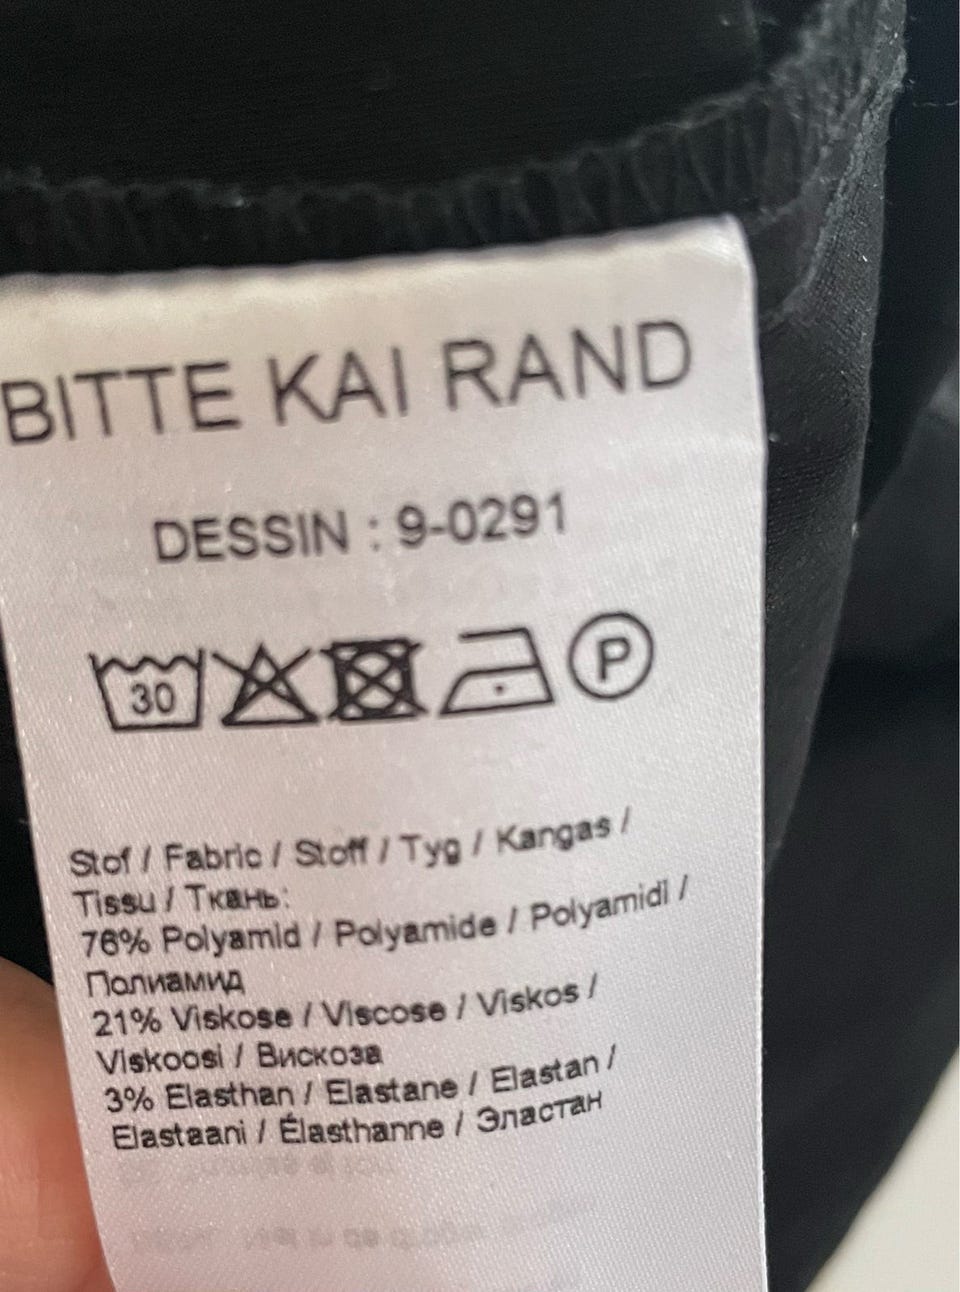 BITTE KAI RAND
DESSIN : 9-0291
30 P
Stof / Fabric / Stoff / Tyg / Kangas /
Tissu / Ткань:
76% Polyamid / Polyamide / Polyamidi /
Полиамид
21% Viskose / Viscose / Viskos /
Viskoosi / Вискоза
3% Elasthan / Elastane / Elastan /
Elastaani / Élasthanne / Эластан